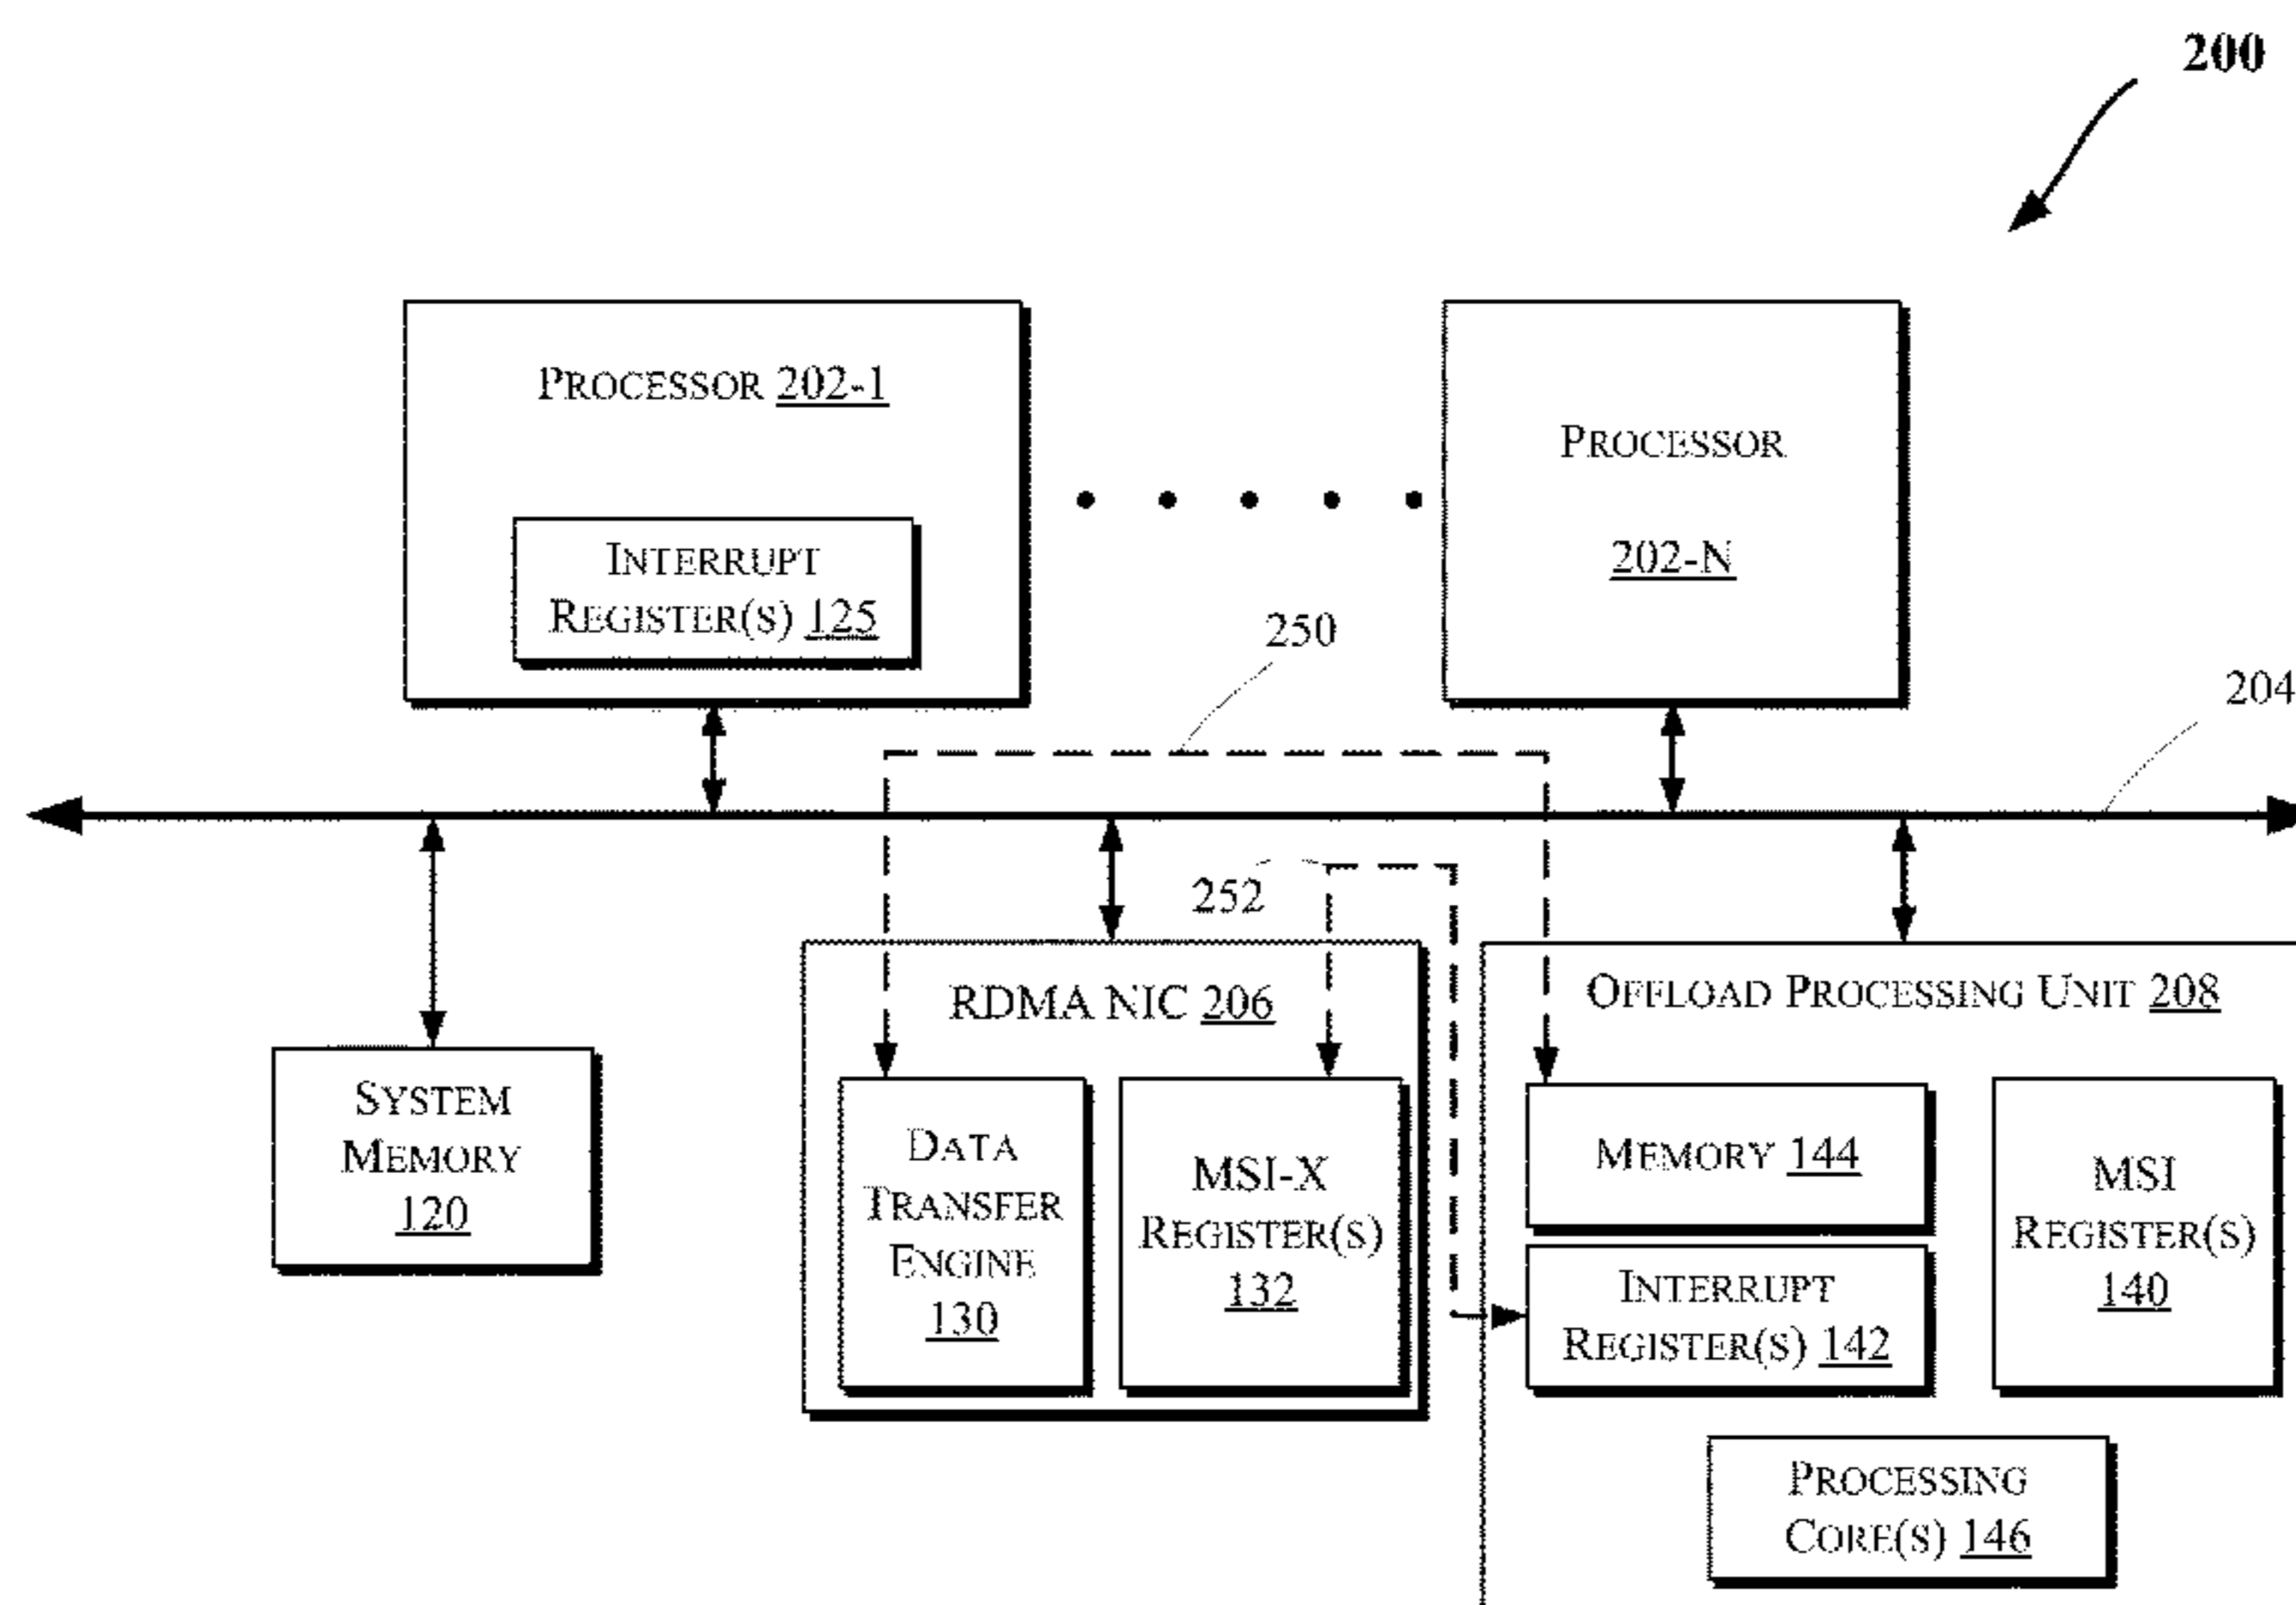 200
PROCESSOR 202-1
INTERRUPT
REGISTER(S) 125
PROCESSOR
202-N
250
204
252
RDMA NIC 206
OFFLOAD PROCESSING UNIT 208
SYSTEM
MEMORY
120
DATA
TRANSFER
ENGINE
130
MSI-X
REGISTER(S)
132
MEMORY 144
INTERRUPT
REGISTER(S) 142
MSI
REGISTER(S)
140
PROCESSING
CORE(S) 146